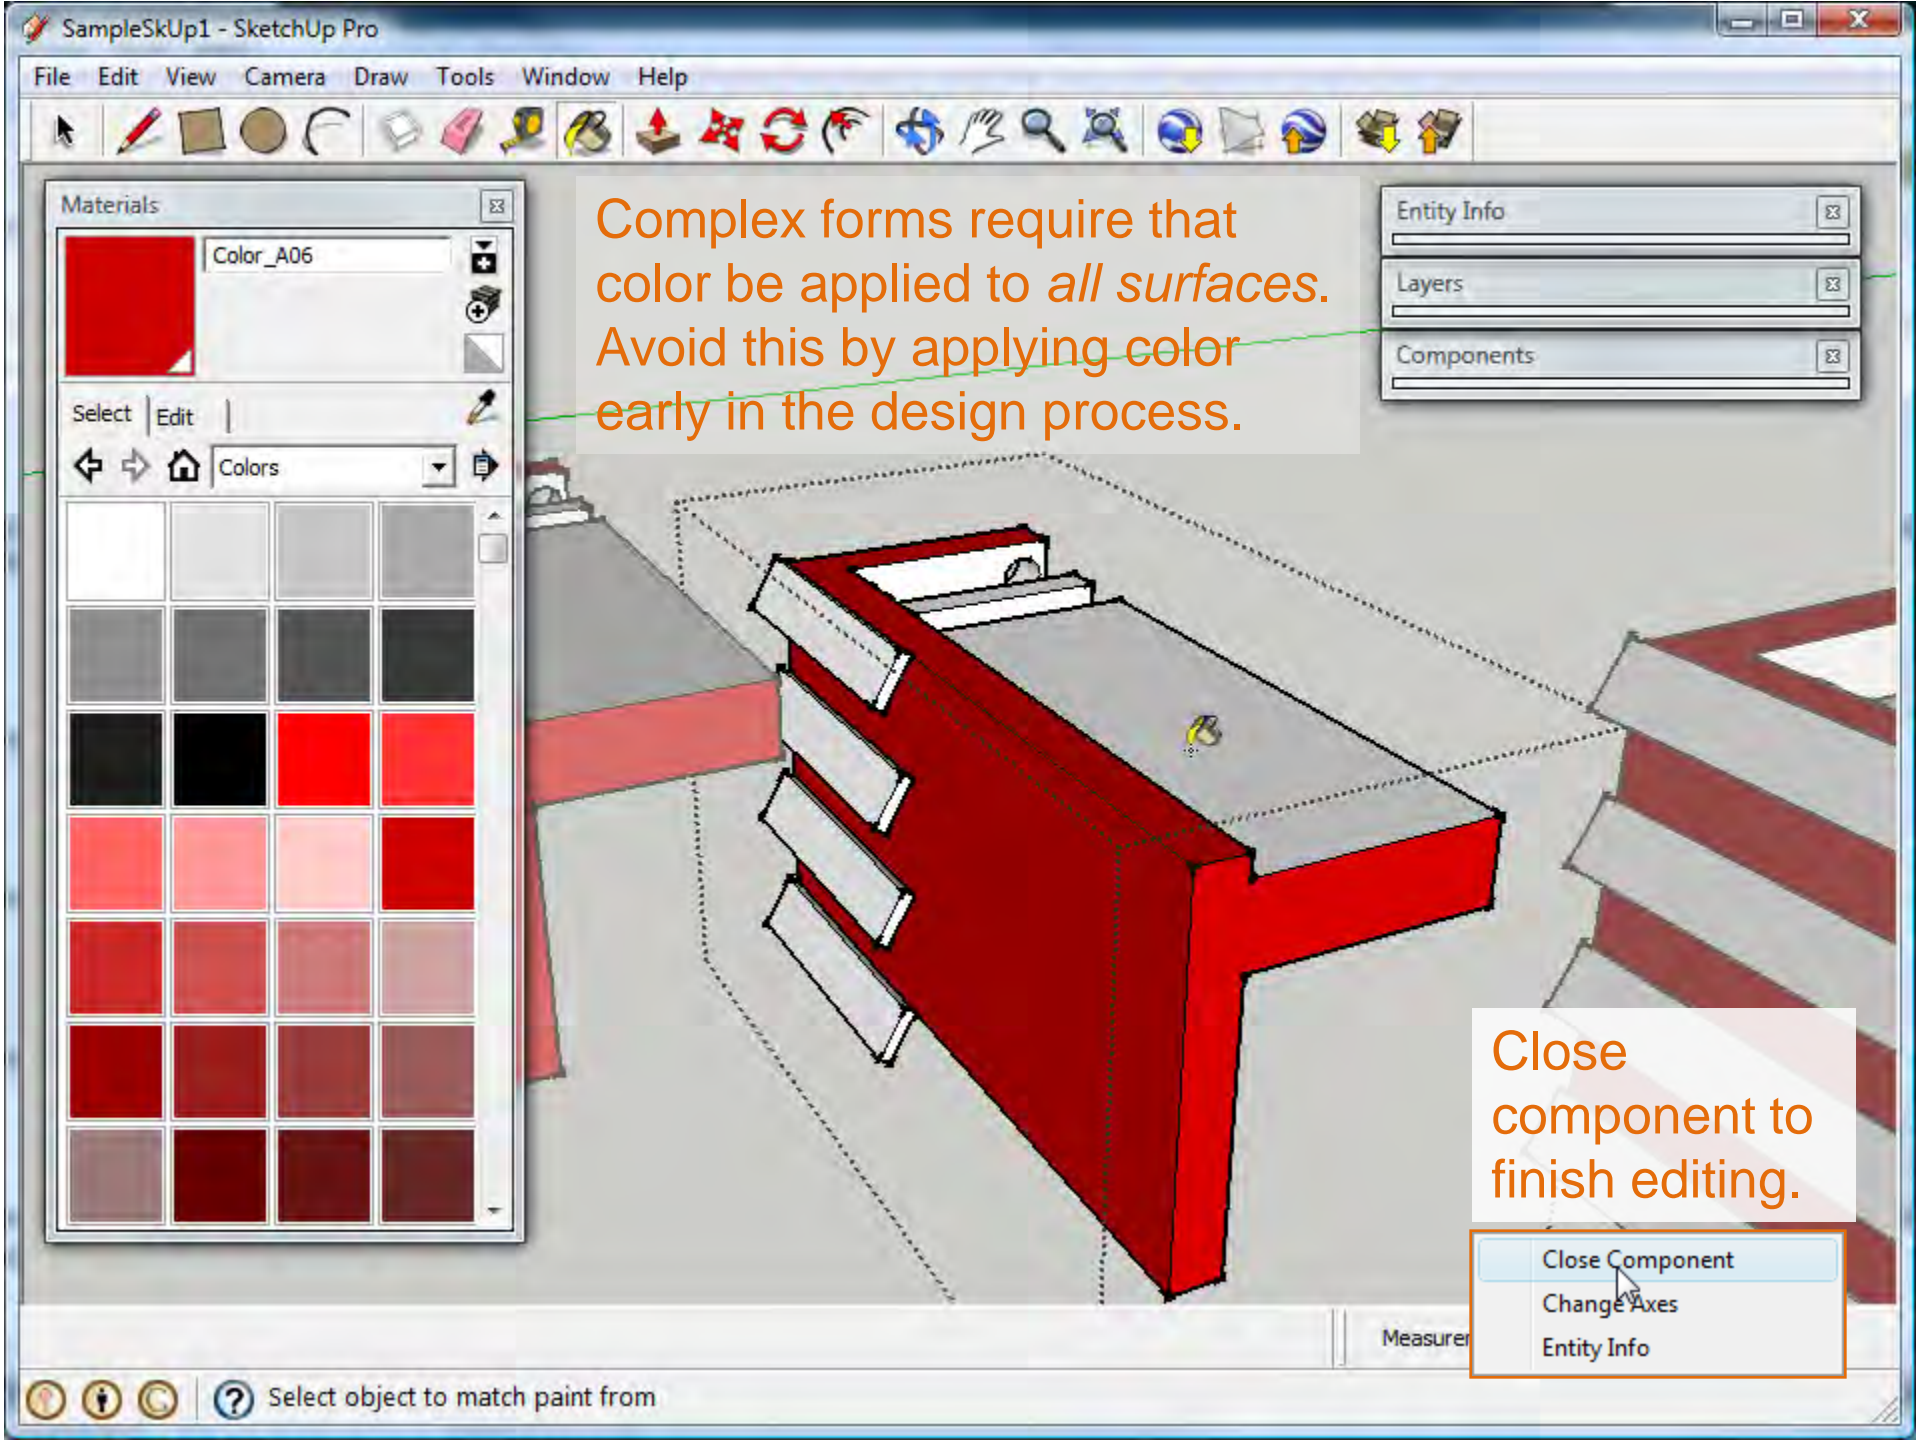 SampleSkUp1 - SketchUp Pro
File Edit View Camera Draw Tools Window Help
Materials
Color_A06
Select Edit
Colors
Complex forms require that
color be applied to all surfaces.
Avoid this by applying color
early in the design process.
Entity Info
Layers
Components
Close
component to
finish editing.
Close Component
Change Axes
Entity Info
Measurer
Select object to match paint from